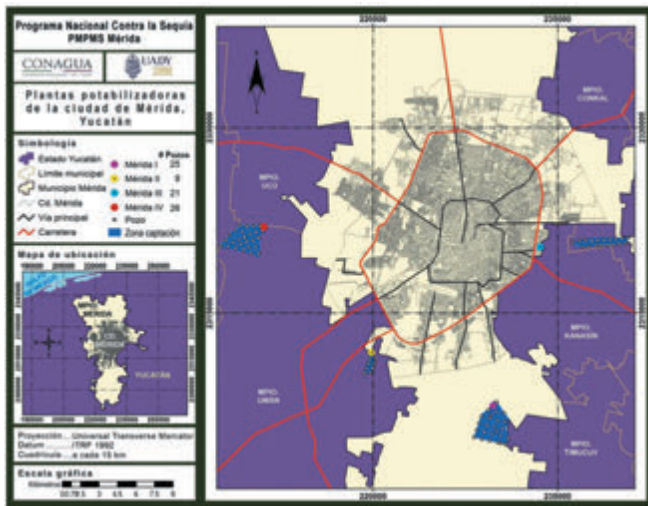 Programa Nacional Contra la Sequía
PMPMS Mérida
CONAGUA
UADY
Plantas potabilizadoras
de la ciudad de Mérida,
Yucatán
Simbología
# Pozos
Estado Yucatán
Límite municipal
Municipio Mérida
Cd. Mérida
Vía principal
Carretera
Mérida I 25
Mérida II 9
Mérida III 21
Mérida IV 26
Pozo
Zona captación
Mapa de ubicación
MÉRIDA
CD.
MÉRIDA
YUCATÁN
Proyección... Universal Transverse Mercator
Datum ..........ITRF 1992
Cuadrícula ...a cada 15 km
Escala gráfica
Kilómetros
220000
MPIO.
CONKAL
MPIO.
UCÚ
MPIO.
KANASÍN
MPIO.
UMÁN
MPIO.
TIMUCUY
220000